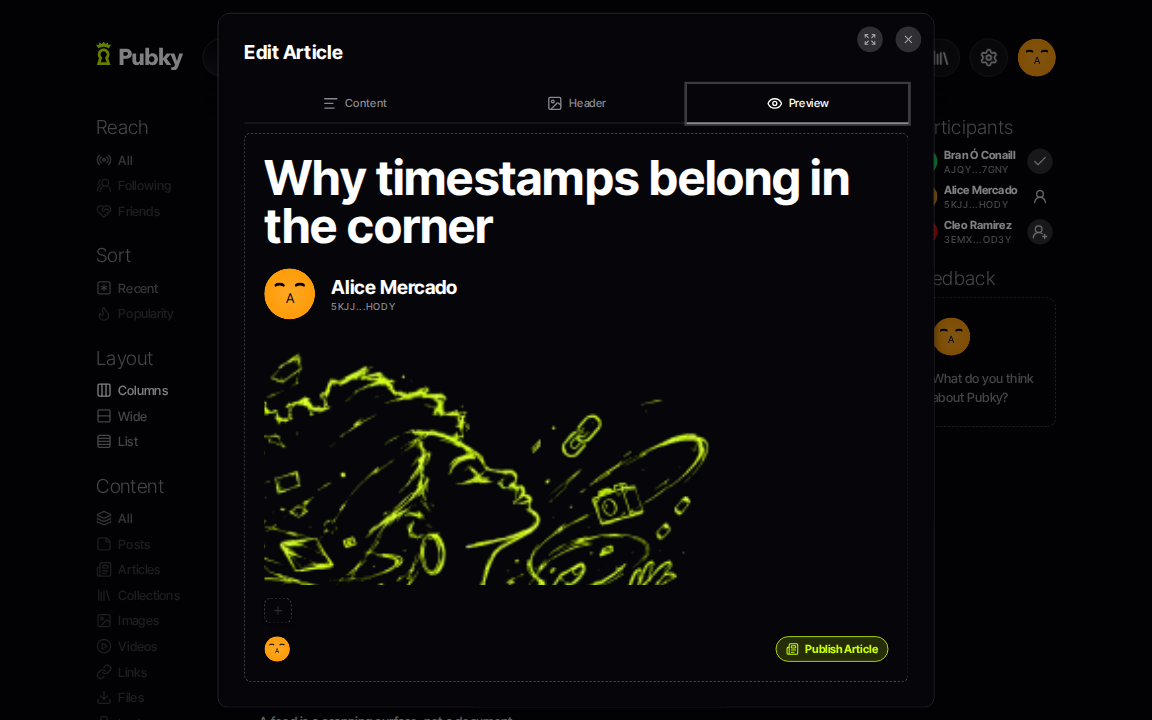 Edit Article
Pubky
Content
Header
Preview
Reach
All
Following
Friends
Sort
Recent
Popularity
Layout
Columns
Wide
List
Content
All
Posts
Articles
Collections
Images
Videos
Links
Files
Why timestamps belong in
the corner
A
Alice Mercado
5KJJ...HODY
A
Publish Article
A
rticipants
Bran Ó Conaill
AJQY...7GNY
Alice Mercado
5KJJ...HODY
Cleo Ramirez
3EMX...OD3Y
edback
A
What do you think
about Pubky?